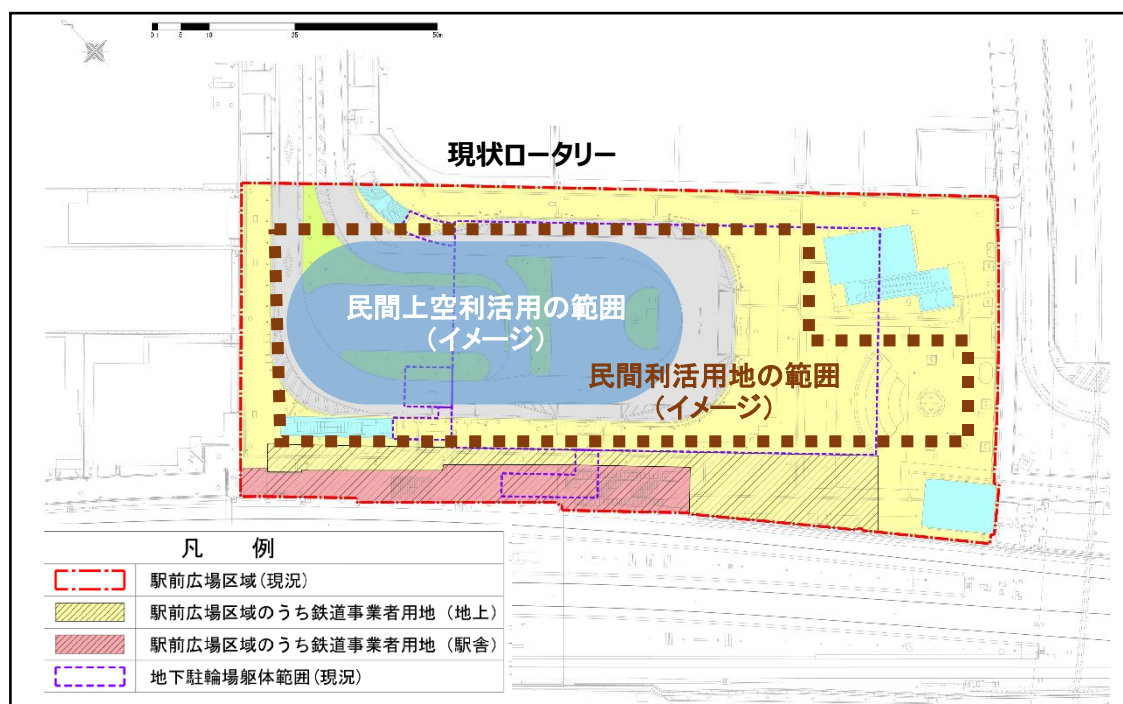 0 1 5 10 25 50m
現状ロータリー
民間上空利活用の範囲
(イメージ)
民間利活用地の範囲
(イメージ)
凡 例
駅前広場区域(現況)
駅前広場区域のうち鉄道事業者用地 (地上)
駅前広場区域のうち鉄道事業者用地 (駅舎)
地下駐輪場躯体範囲(現況)